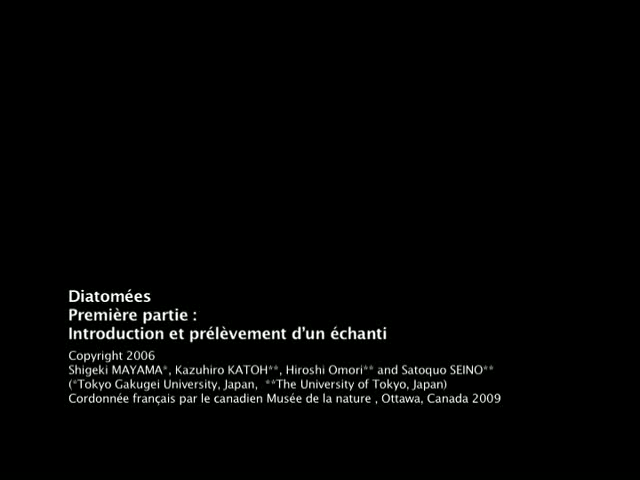 Diatomées
Première partie :
Introduction et prélèvement d'un échanti
Copyright 2006
Shigeki MAYAMA*, Kazuhiro KATOH**, Hiroshi Omori** and Satoquo SEINO**
(*Tokyo Gakugei University, Japan, **The University of Tokyo, Japan)
Cordonnée français par le canadien Musée de la nature , Ottawa, Canada 2009